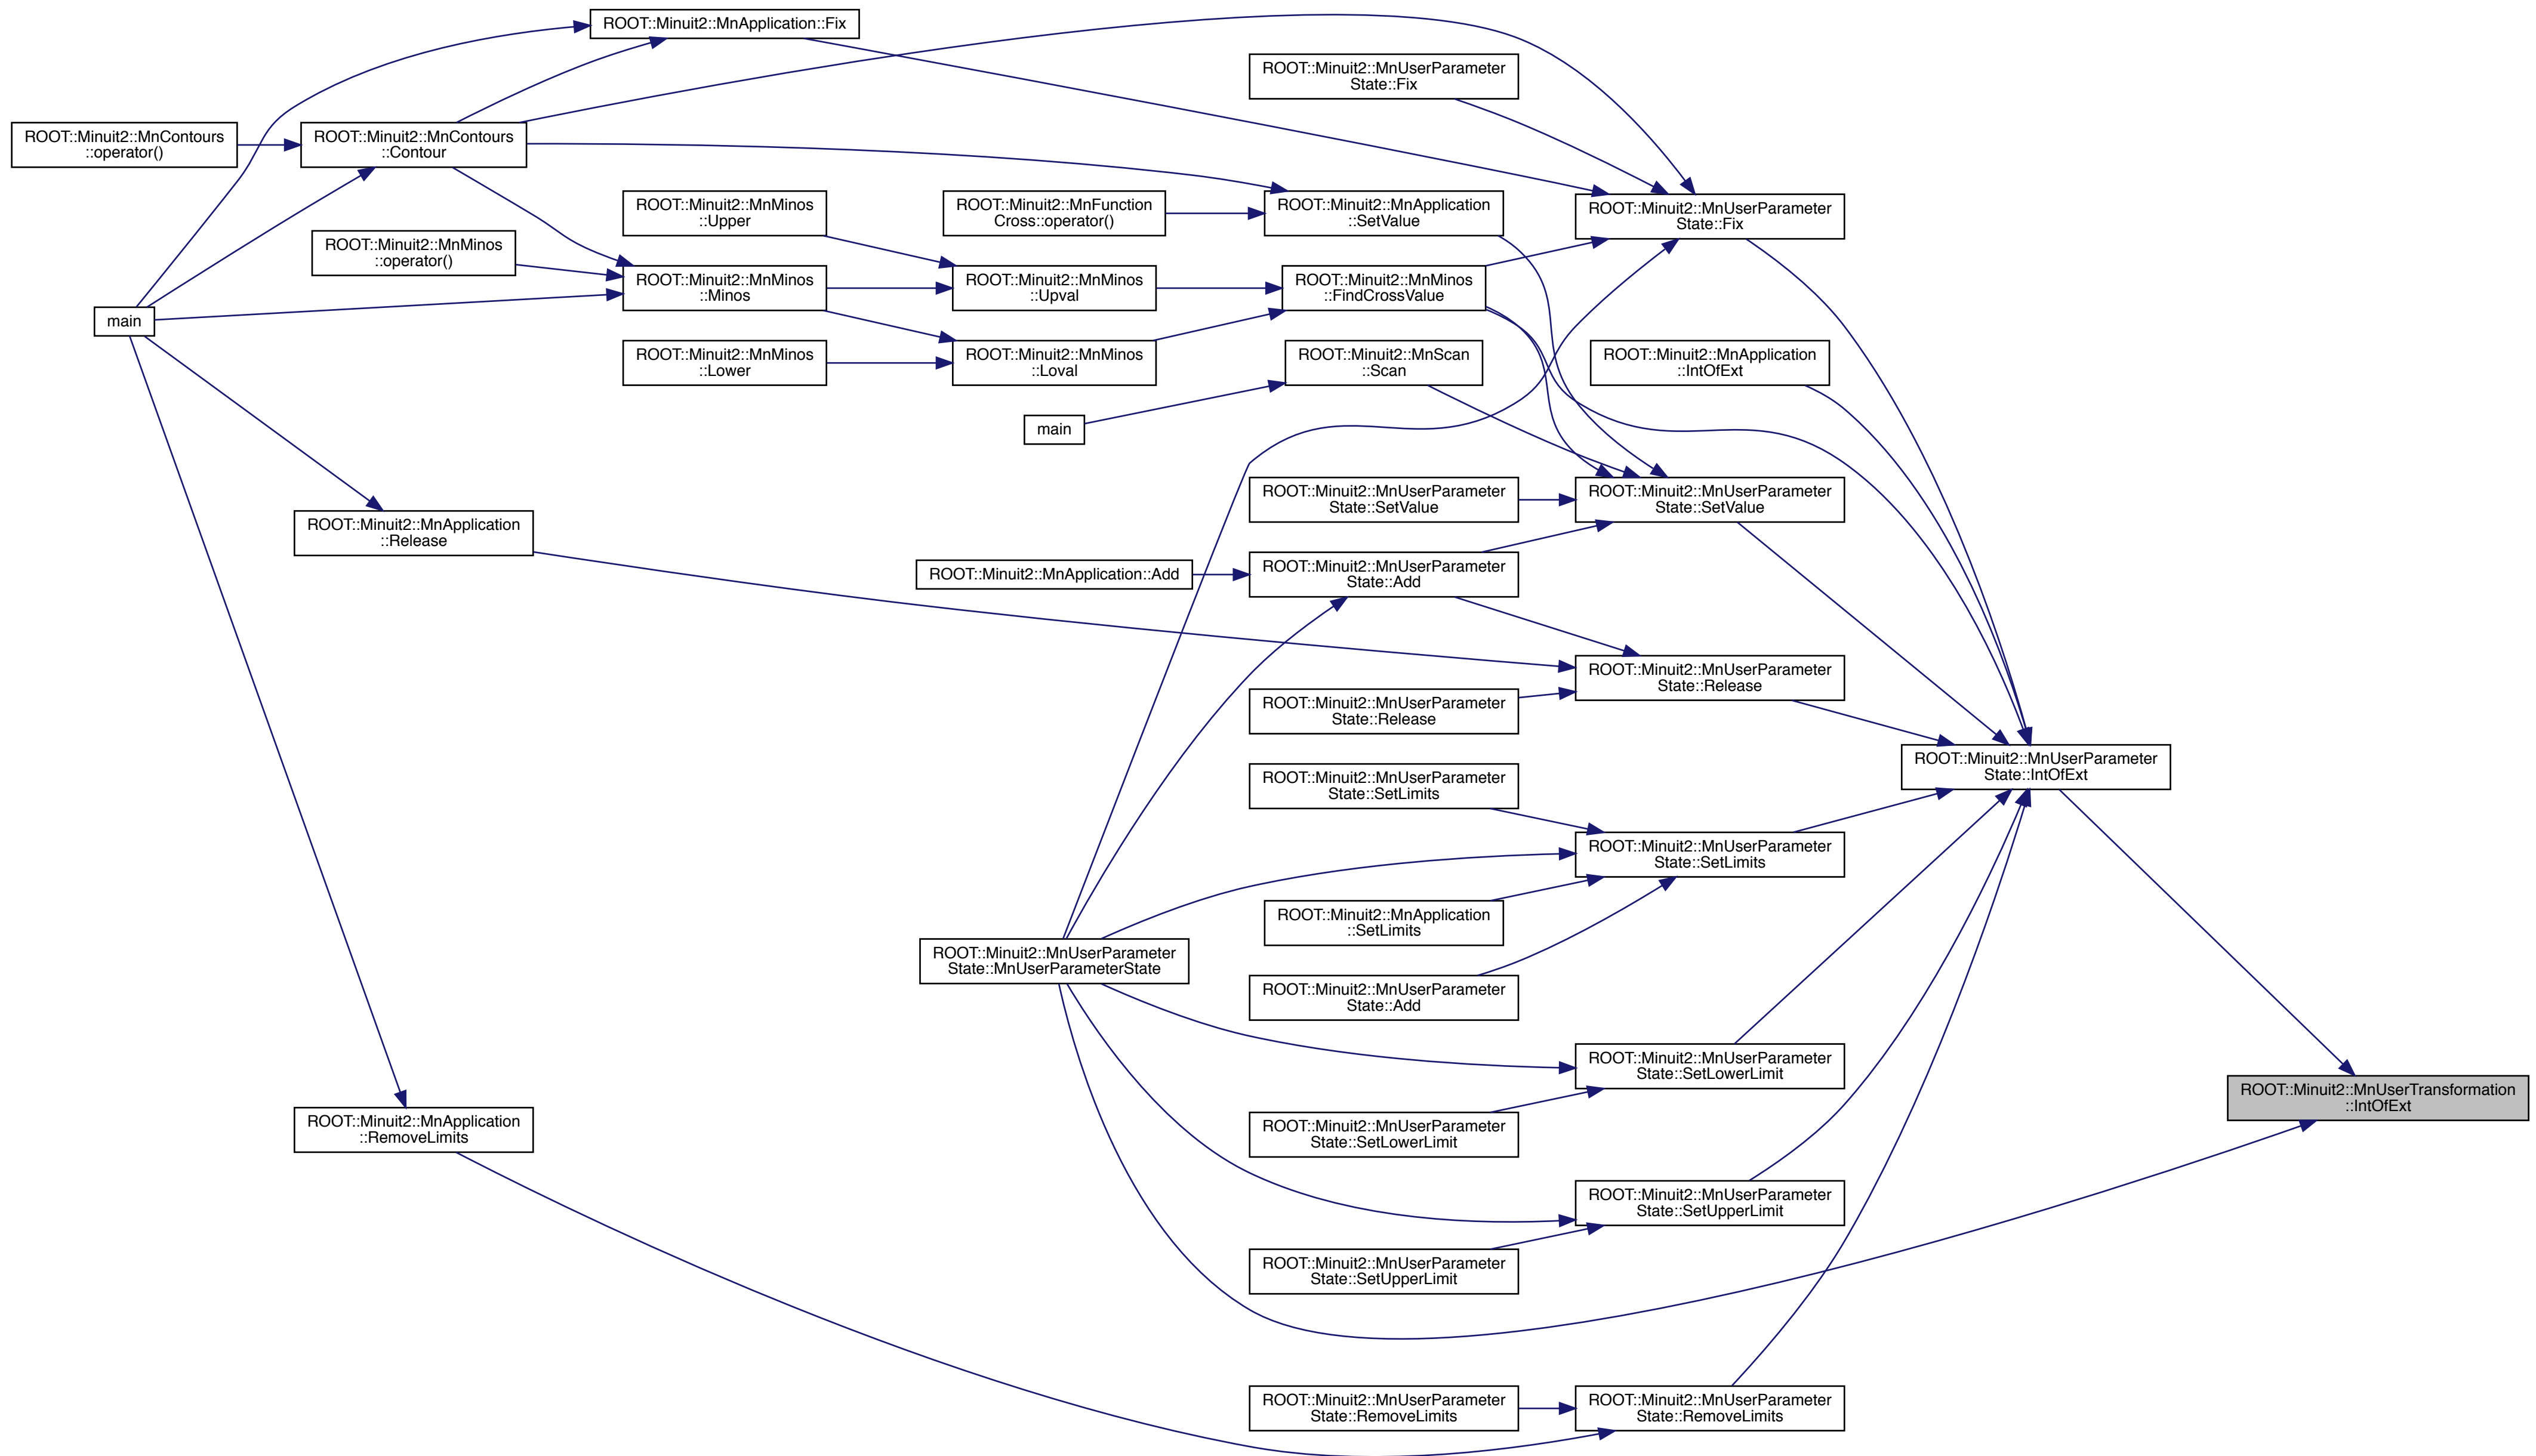 ROOT::Minuit2::MnApplication::Fix
ROOT::Minuit2::MnUserParameter
State::Fix
ROOT::Minuit2::MnContours
::operator()
ROOT::Minuit2::MnContours
::Contour
ROOT::Minuit2::MnMinos
::Upper
ROOT::Minuit2::MnFunction
Cross::operator()
ROOT::Minuit2::MnApplication
::SetValue
ROOT::Minuit2::MnUserParameter
State::Fix
ROOT::Minuit2::MnMinos
::operator()
ROOT::Minuit2::MnMinos
::Minos
ROOT::Minuit2::MnMinos
::Upval
ROOT::Minuit2::MnMinos
::FindCrossValue
main
ROOT::Minuit2::MnMinos
::Lower
ROOT::Minuit2::MnMinos
::Loval
ROOT::Minuit2::MnScan
::Scan
ROOT::Minuit2::MnApplication
::IntOfExt
main
ROOT::Minuit2::MnUserParameter
State::SetValue
ROOT::Minuit2::MnUserParameter
State::SetValue
ROOT::Minuit2::MnApplication
::Release
ROOT::Minuit2::MnApplication::Add
ROOT::Minuit2::MnUserParameter
State::Add
ROOT::Minuit2::MnUserParameter
State::Release
ROOT::Minuit2::MnUserParameter
State::Release
ROOT::Minuit2::MnUserParameter
State::IntOfExt
ROOT::Minuit2::MnUserParameter
State::SetLimits
ROOT::Minuit2::MnUserParameter
State::SetLimits
ROOT::Minuit2::MnApplication
::SetLimits
ROOT::Minuit2::MnUserParameter
State::MnUserParameterState
ROOT::Minuit2::MnUserParameter
State::Add
ROOT::Minuit2::MnUserParameter
State::SetLowerLimit
ROOT::Minuit2::MnUserTransformation
::IntOfExt
ROOT::Minuit2::MnApplication
::RemoveLimits
ROOT::Minuit2::MnUserParameter
State::SetLowerLimit
ROOT::Minuit2::MnUserParameter
State::SetUpperLimit
ROOT::Minuit2::MnUserParameter
State::SetUpperLimit
ROOT::Minuit2::MnUserParameter
State::RemoveLimits
ROOT::Minuit2::MnUserParameter
State::RemoveLimits